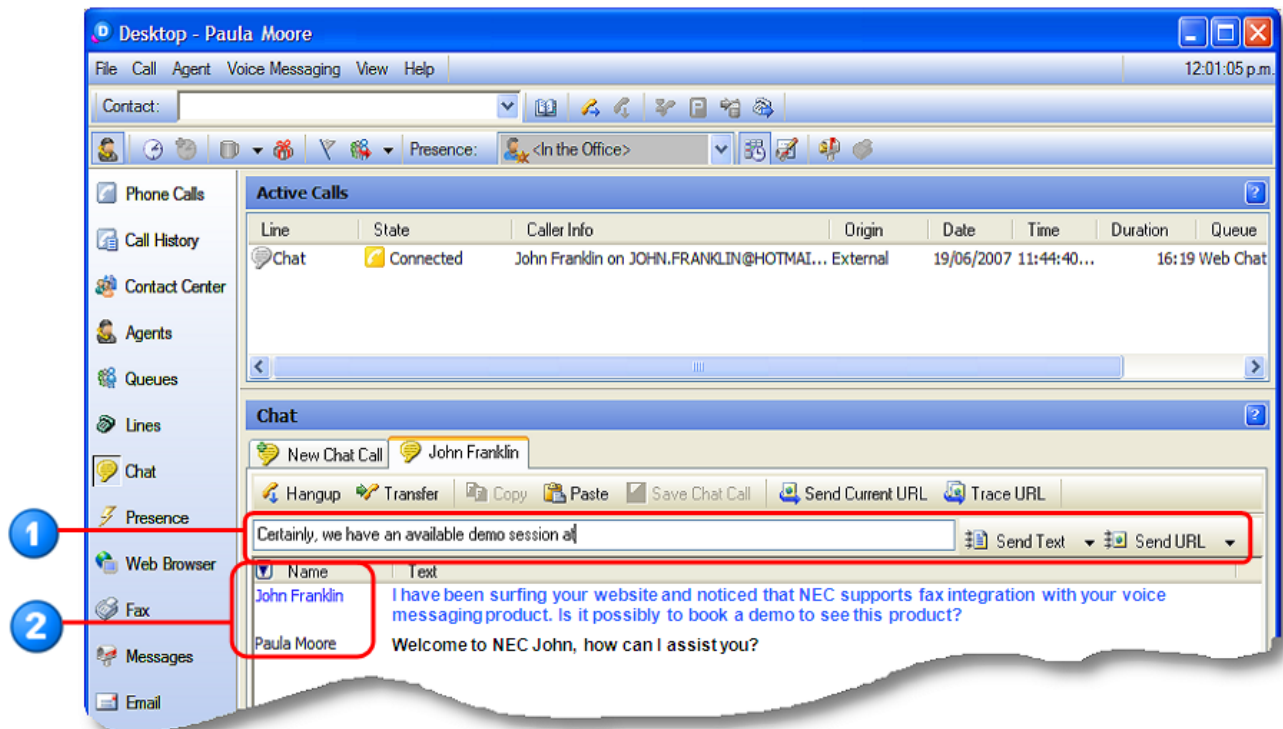 Desktop - Paula Moore
File Call Agent Voice Messaging View Help 12:01:05 p.m.
Contact:
Presence: <In the Office>
Phone Calls
Call History
Contact Center
Agents
Queues
Lines
Chat
Presence
Web Browser
Fax
Messages
Email
Active Calls
Line State Caller Info Origin Date Time Duration Queue
Chat Connected John Franklin on JOHN.FRANKLIN@HOTMAI... External 19/06/2007 11:44:40... 16:19 Web Chat
Chat
New Chat Call John Franklin
Hangup Transfer Copy Paste Save Chat Call Send Current URL Trace URL
1
Certainly, we have an available demo session at Send Text Send URL
2
Name Text
John Franklin I have been surfing your website and noticed that NEC supports fax integration with your voice
messaging product. Is it possibly to book a demo to see this product?
Paula Moore Welcome to NEC John, how can I assist you?